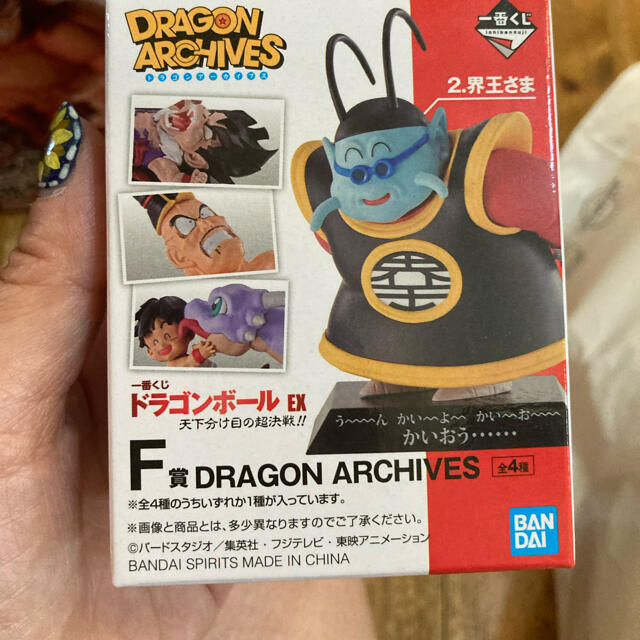 DRAGON
ARCHIVES
ドラゴンアーカイブス
一番くじ
ichibankuji
2.界王さま
一番くじ
ドラゴンボール EX
天下分け目の超決戦!!
う～～～ん かい～よ～ かい～お～～
かいおう……
F賞 DRAGON ARCHIVES 全4種
※全4種のうちいずれか1種が入っています。
※画像と商品とは、多少異なりますのでご了承ください。
©バードスタジオ／集英社・フジテレビ・東映アニメーション
BANDAI SPIRITS MADE IN CHINA
BAN
DAI